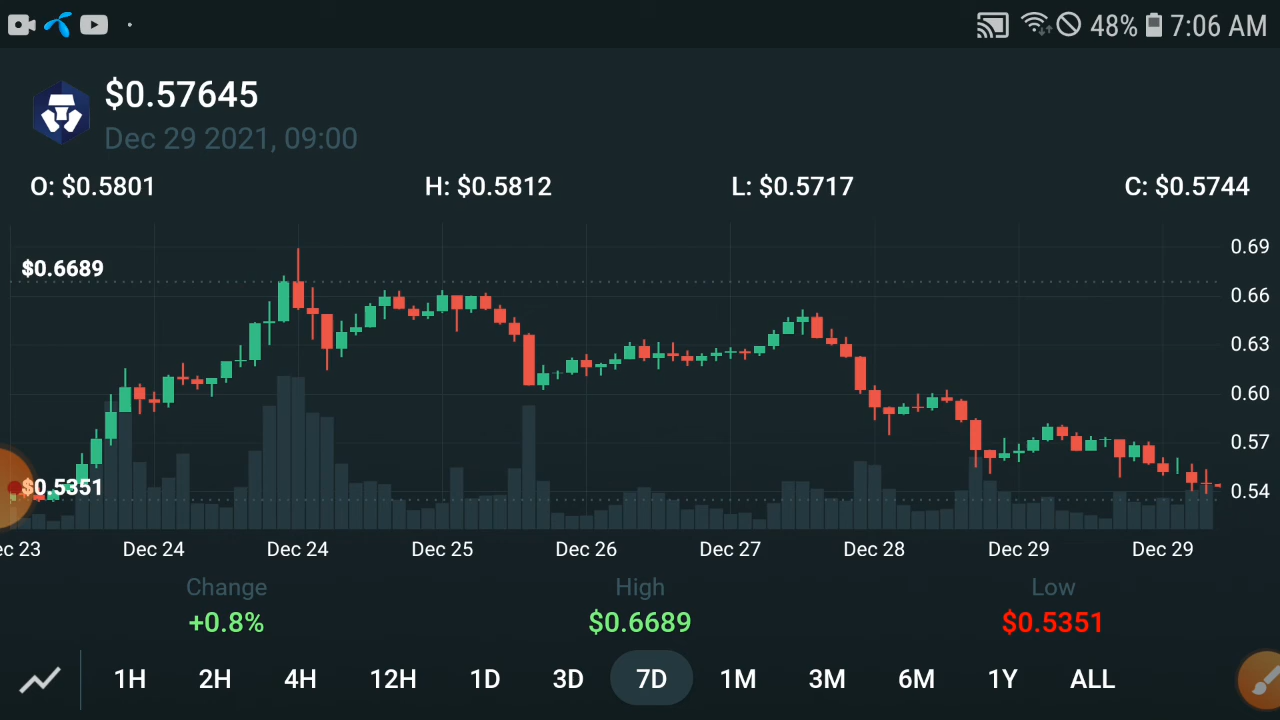 48% 7:06 AM
$0.57645
Dec 29 2021, 09:00
O: $0.5801 H: $0.5812 L: $0.5717 C: $0.5744
0.69
$0.6689
0.66
0.63
0.60
0.57
$0.5351
0.54
ec 23 Dec 24 Dec 24 Dec 25 Dec 26 Dec 27 Dec 28 Dec 29 Dec 29
Change High Low
+0.8% $0.6689 $0.5351
1H 2H 4H 12H 1D 3D 7D 1M 3M 6M 1Y ALL